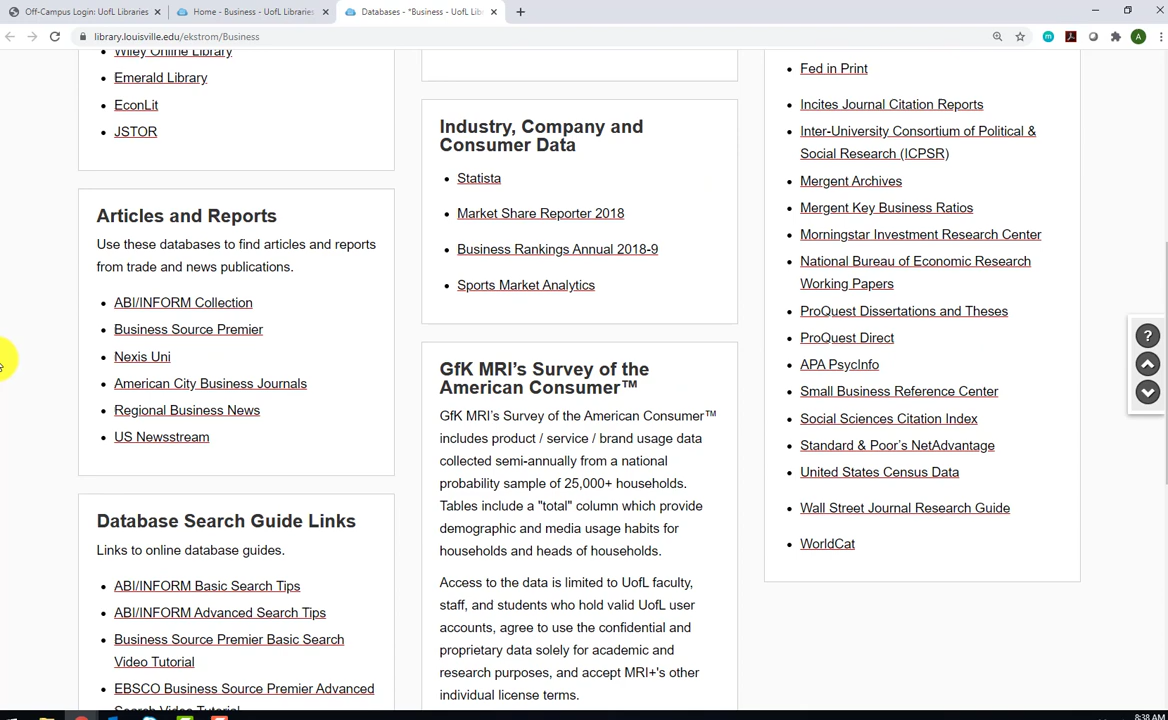 Off-Campus Login: UofL Libraries
Home - Business - UofL Libraries
Databases - *Business - UofL Lib
library.louisville.edu/ekstrom/Business
A
Wiley Online Library
Emerald Library
EconLit
JSTOR
Articles and Reports
Use these databases to find articles and reports
from trade and news publications.
ABI/INFORM Collection
Business Source Premier
Nexis Uni
American City Business Journals
Regional Business News
US Newsstream
Database Search Guide Links
Links to online database guides.
ABI/INFORM Basic Search Tips
ABI/INFORM Advanced Search Tips
Business Source Premier Basic Search
Video Tutorial
EBSCO Business Source Premier Advanced
Search Video Tutorial
Industry, Company and
Consumer Data
Statista
Market Share Reporter 2018
Business Rankings Annual 2018-9
Sports Market Analytics
GfK MRI’s Survey of the
American Consumer™
GfK MRI’s Survey of the American Consumer™
includes product / service / brand usage data
collected semi-annually from a national
probability sample of 25,000+ households.
Tables include a "total" column which provide
demographic and media usage habits for
households and heads of households.
Access to the data is limited to UofL faculty,
staff, and students who hold valid UofL user
accounts, agree to use the confidential and
proprietary data solely for academic and
research purposes, and accept MRI+'s other
individual license terms.
Fed in Print
Incites Journal Citation Reports
Inter-University Consortium of Political &
Social Research (ICPSR)
Mergent Archives
Mergent Key Business Ratios
Morningstar Investment Research Center
National Bureau of Economic Research
Working Papers
ProQuest Dissertations and Theses
ProQuest Direct
APA PsycInfo
Small Business Reference Center
Social Sciences Citation Index
Standard & Poor’s NetAdvantage
United States Census Data
Wall Street Journal Research Guide
WorldCat
?
8:38 AM